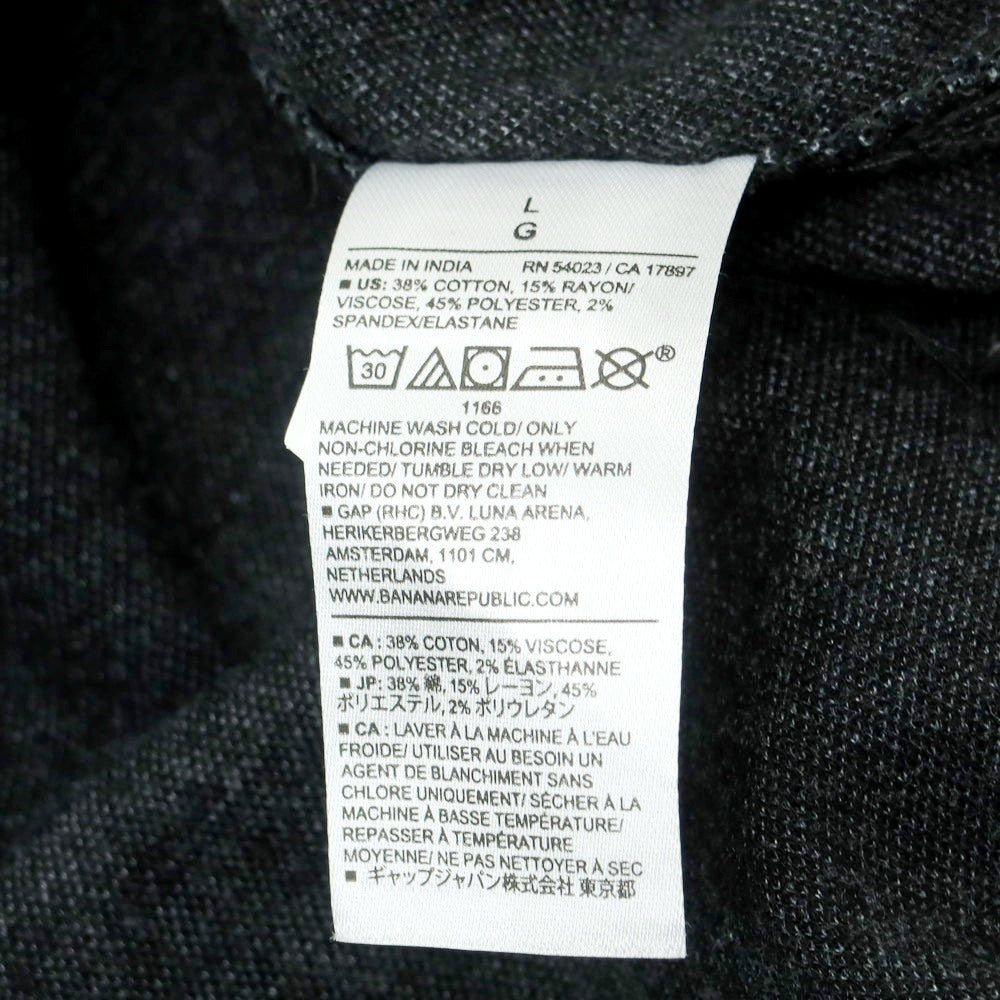 L
G
MADE IN INDIA RN 54023 / CA 17897
■ US: 38% COTTON, 15% RAYON/
VISCOSE, 45% POLYESTER, 2%
SPANDEX/ELASTANE
30 ®
1166
MACHINE WASH COLD/ ONLY
NON-CHLORINE BLEACH WHEN
NEEDED/ TUMBLE DRY LOW/ WARM
IRON/ DO NOT DRY CLEAN
■ GAP (RHC) B.V. LUNA ARENA,
HERIKERBERGWEG 238
AMSTERDAM, 1101 CM,
NETHERLANDS
WWW.BANANAREPUBLIC.COM
■ CA : 38% COTON, 15% VISCOSE,
45% POLYESTER, 2% ÉLASTHANNE
■ JP: 38% 綿, 15% レーヨン, 45%
ポリエステル, 2% ポリウレタン
■ CA : LAVER À LA MACHINE À L'EAU
FROIDE/ UTILISER AU BESOIN UN
AGENT DE BLANCHIMENT SANS
CHLORE UNIQUEMENT/ SÉCHER À LA
MACHINE À BASSE TEMPÉRATURE/
REPASSER À TEMPÉRATURE
MOYENNE/ NE PAS NETTOYER À SEC
■ ギャップジャパン株式会社 東京都